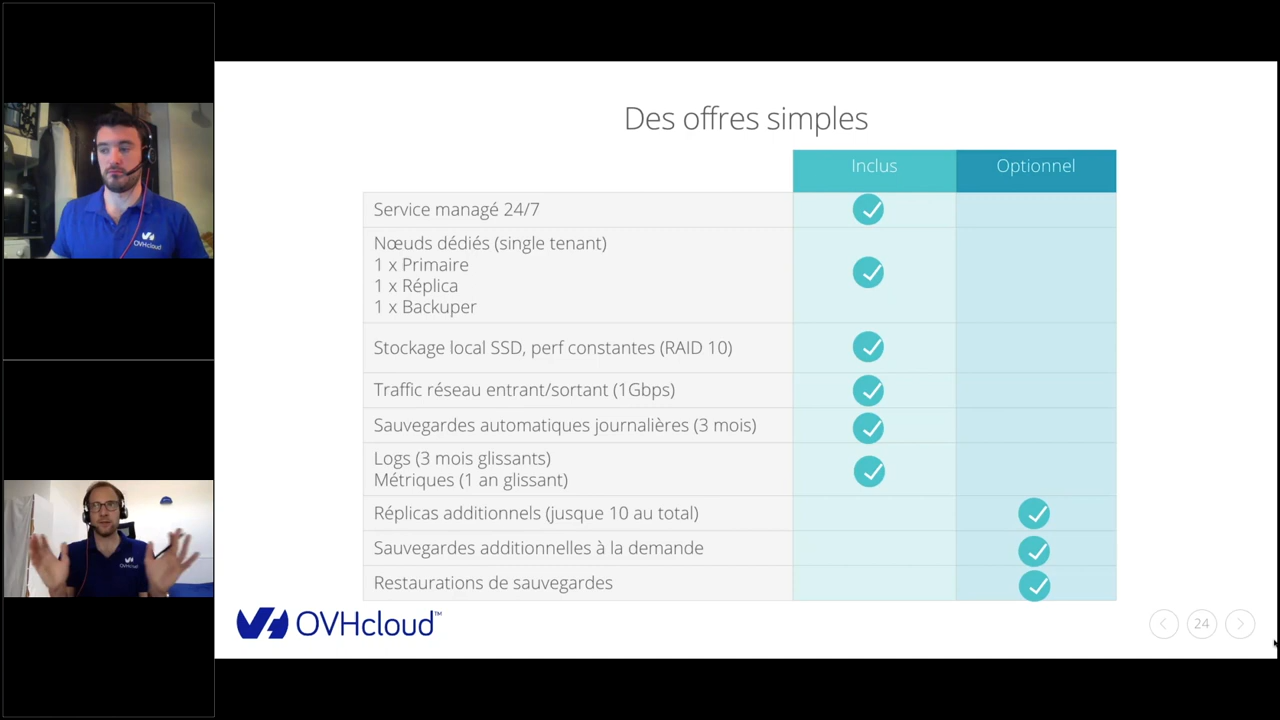 Des offres simples
Inclus
Optionnel
Service managé 24/7
Nœuds dédiés (single tenant)
1 x Primaire
1 x Réplica
1 x Backuper
Stockage local SSD, perf constantes (RAID 10)
Traffic réseau entrant/sortant (1Gbps)
Sauvegardes automatiques journalières (3 mois)
Logs (3 mois glissants)
Métriques (1 an glissant)
Réplicas additionnels (jusque 10 au total)
Sauvegardes additionnelles à la demande
Restaurations de sauvegardes
OVHcloud™
24
OVHcloud
OVHcloud